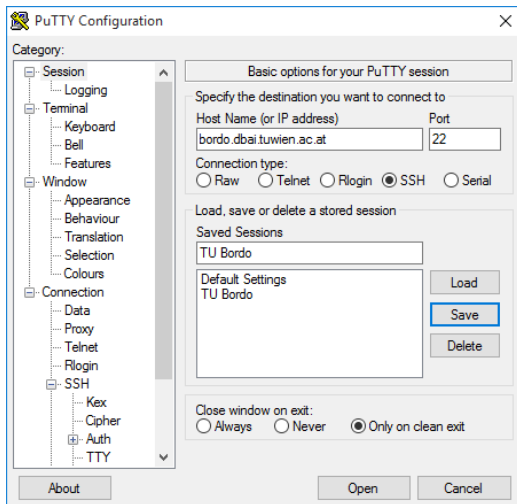 PuTTY Configuration
Category:
Session
Logging
Terminal
Keyboard
Bell
Features
Window
Appearance
Behaviour
Translation
Selection
Colours
Connection
Data
Proxy
Telnet
Rlogin
SSH
Kex
Cipher
Auth
TTY
Basic options for your PuTTY session
Specify the destination you want to connect to
Host Name (or IP address) Port
bordo.dbai.tuwien.ac.at 22
Connection type:
Raw Telnet Rlogin SSH Serial
Load, save or delete a stored session
Saved Sessions
TU Bordo
Default Settings
TU Bordo
Load
Save
Delete
Close window on exit:
Always Never Only on clean exit
About Open Cancel